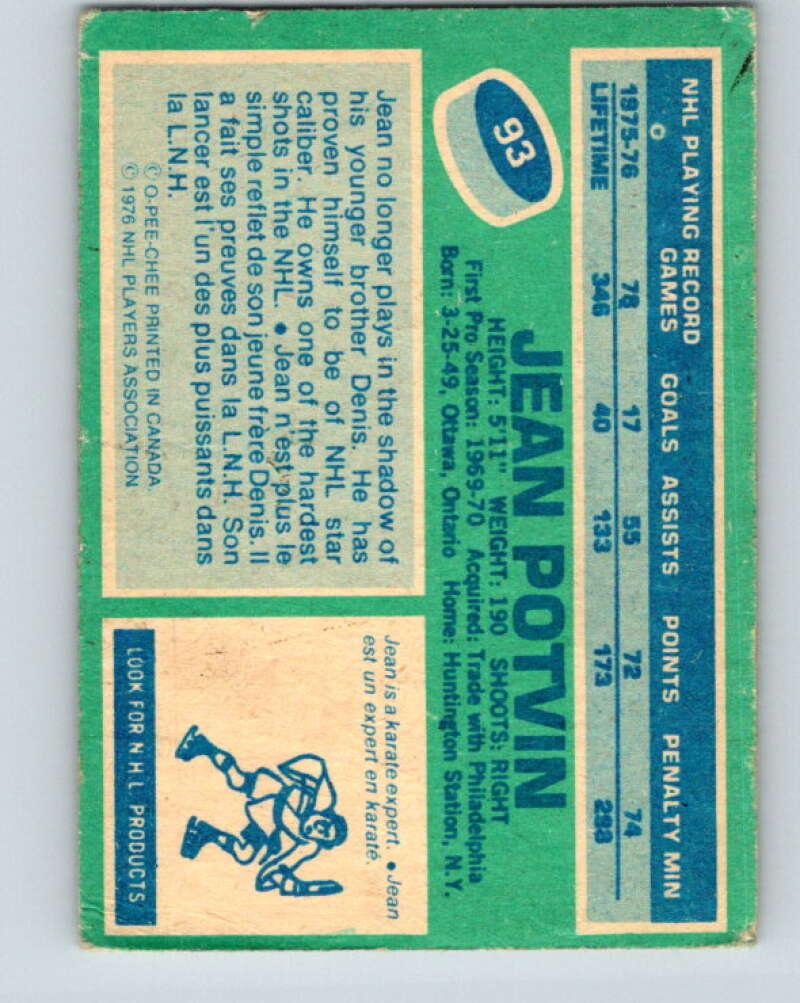 NHL PLAYING RECORD
GAMES GOALS ASSISTS POINTS PENALTY MIN
1975-76 78 17 55 72 74
LIFETIME 346 40 133 173 283
93
JEAN POTVIN
HEIGHT: 5'11" WEIGHT: 190 SHOOTS: RIGHT
First Pro Season: 1969-70 Acquired: Trade with Philadelphia
Born: 3-25-49, Ottawa, Ontario Home: Huntington Station, N.Y.
Jean no longer plays in the shadow of
his younger brother Denis. He has
proven himself to be of NHL star
caliber. He owns one of the hardest
shots in the NHL. • Jean n'est plus le
simple reflet de son jeune frère Denis. Il
a fait ses preuves dans la L.N.H. Son
lancer est l'un des plus puissants dans
la L.N.H.
© O-PEE-CHEE PRINTED IN CANADA.
© 1976 NHL PLAYERS ASSOCIATION
Jean is a karate expert. • Jean
est un expert en karaté.
LOOK FOR N.H.L PRODUCTS